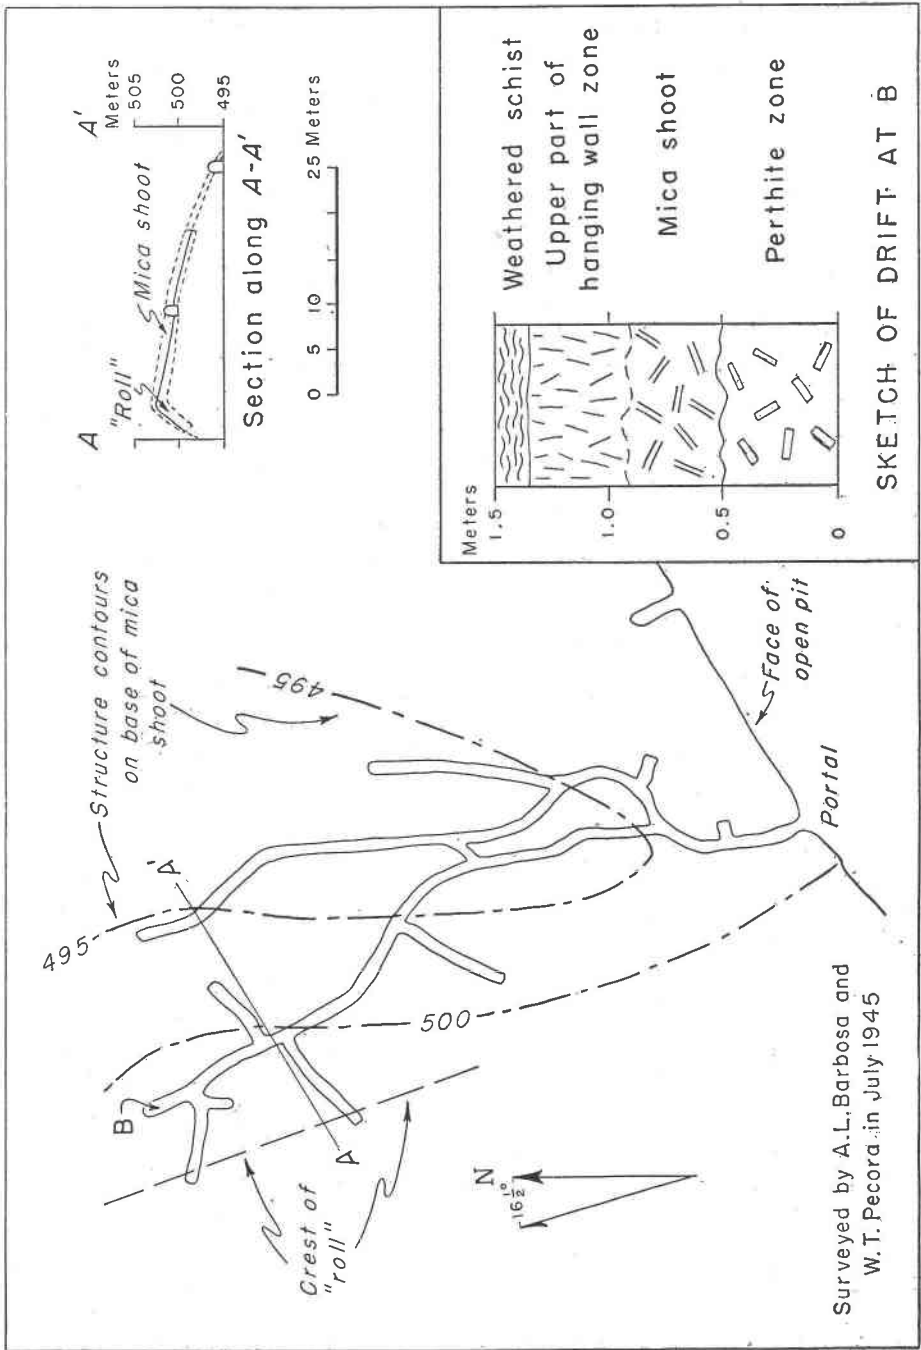 A
A'
Meters
505
500
495
"Roll"
Mica shoot
Section along A-A'
0 5 10 25 Meters
Structure contours
on base of mica
shoot
495
495
500
A'
A
B
Crest of
"roll"
N
16½°
Face of
open pit
Portal
Surveyed by A.L. Barbosa and
W.T. Pecora in July 1945
Meters
1.5
1.0
0.5
0
Weathered schist
Upper part of
hanging wall zone
Mica shoot
Perthite zone
SKETCH OF DRIFT AT B